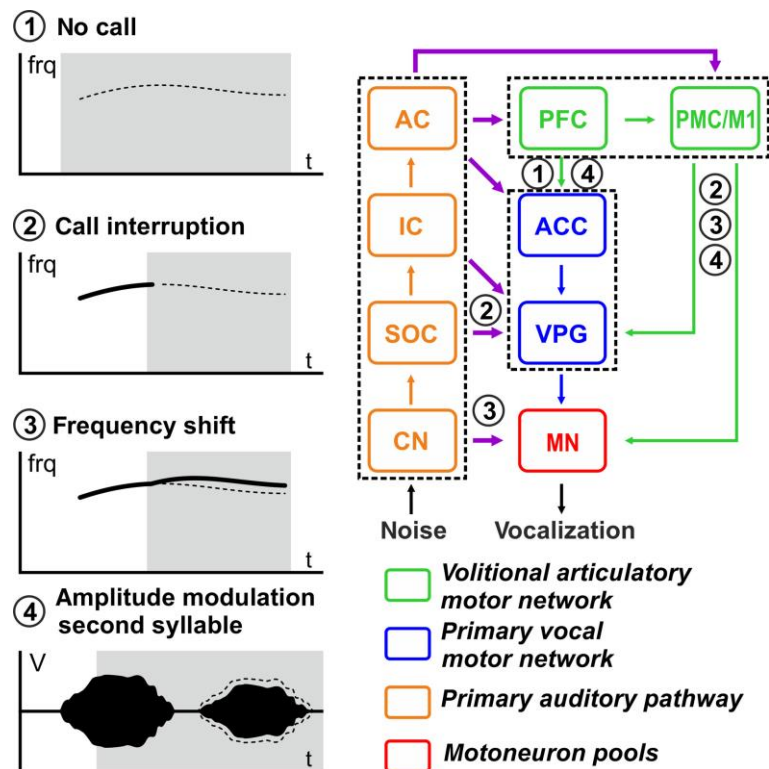 ① No call
frq
t
② Call interruption
frq
t
③ Frequency shift
frq
t
④ Amplitude modulation
second syllable
V
t
AC
PFC
PMC/M1
① ④
②
③
④
IC
ACC
②
SOC
VPG
③
CN
MN
Noise
Vocalization
Volitional articulatory
motor network
Primary vocal
motor network
Primary auditory pathway
Motoneuron pools